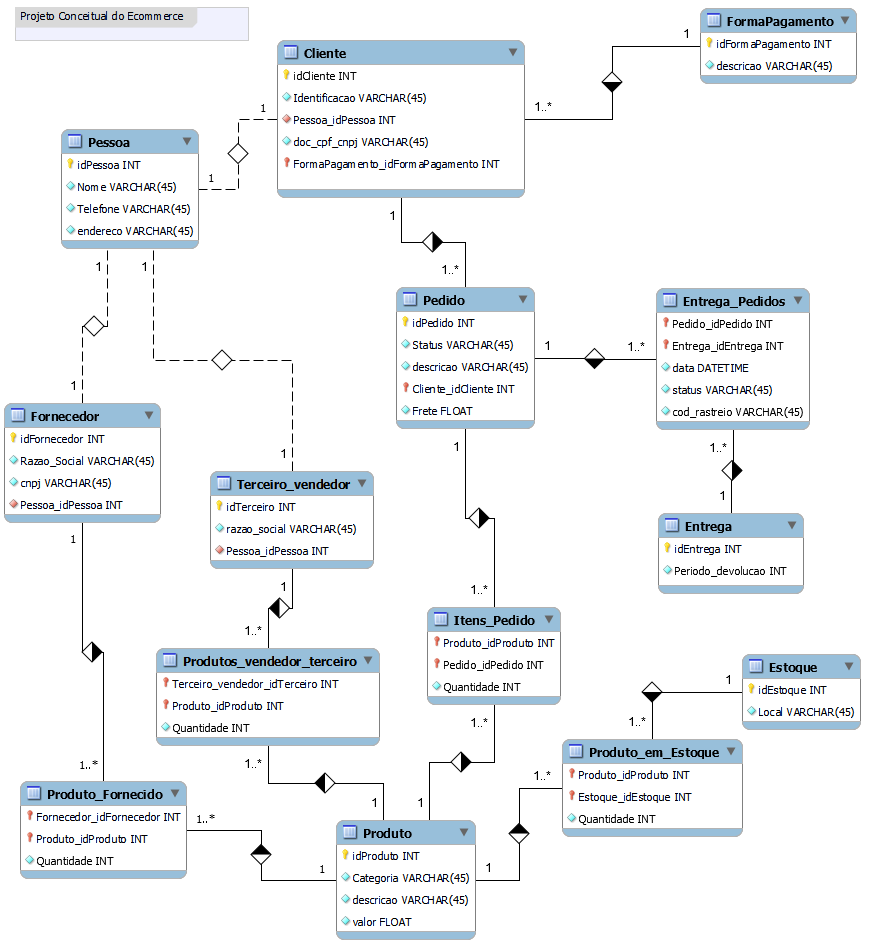 Projeto Conceitual do Ecommerce
FormaPagamento
idFormaPagamento INT
descricao VARCHAR(45)
1
1..*
Cliente
idCliente INT
Identificacao VARCHAR(45)
Pessoa_idPessoa INT
doc_cpf_cnpj VARCHAR(45)
FormaPagamento_idFormaPagamento INT
1
1
Pessoa
idPessoa INT
Nome VARCHAR(45)
Telefone VARCHAR(45)
endereco VARCHAR(45)
1
1
1
1..*
Pedido
idPedido INT
Status VARCHAR(45)
descricao VARCHAR(45)
Cliente_idCliente INT
Frete FLOAT
1
1..*
Entrega_Pedidos
Pedido_idPedido INT
Entrega_idEntrega INT
data DATETIME
status VARCHAR(45)
cod_rastreio VARCHAR(45)
1
1
Fornecedor
idFornecedor INT
Razao_Social VARCHAR(45)
cnpj VARCHAR(45)
Pessoa_idPessoa INT
1
Terceiro_vendedor
idTerceiro INT
razao_social VARCHAR(45)
Pessoa_idPessoa INT
1
1..*
1..*
1
Entrega
idEntrega INT
Periodo_devolucao INT
1
1..*
Itens_Pedido
Produto_idProduto INT
Pedido_idPedido INT
Quantidade INT
1..*
1
Produtos_vendedor_terceiro
Terceiro_vendedor_idTerceiro INT
Produto_idProduto INT
Quantidade INT
1..*
1
Estoque
idEstoque INT
Local VARCHAR(45)
1
1..*
Produto_em_Estoque
Produto_idProduto INT
Estoque_idEstoque INT
Quantidade INT
1..*
1
1..*
Produto_Fornecido
Fornecedor_idFornecedor INT
Produto_idProduto INT
Quantidade INT
1..*
1
Produto
idProduto INT
Categoria VARCHAR(45)
descricao VARCHAR(45)
valor FLOAT